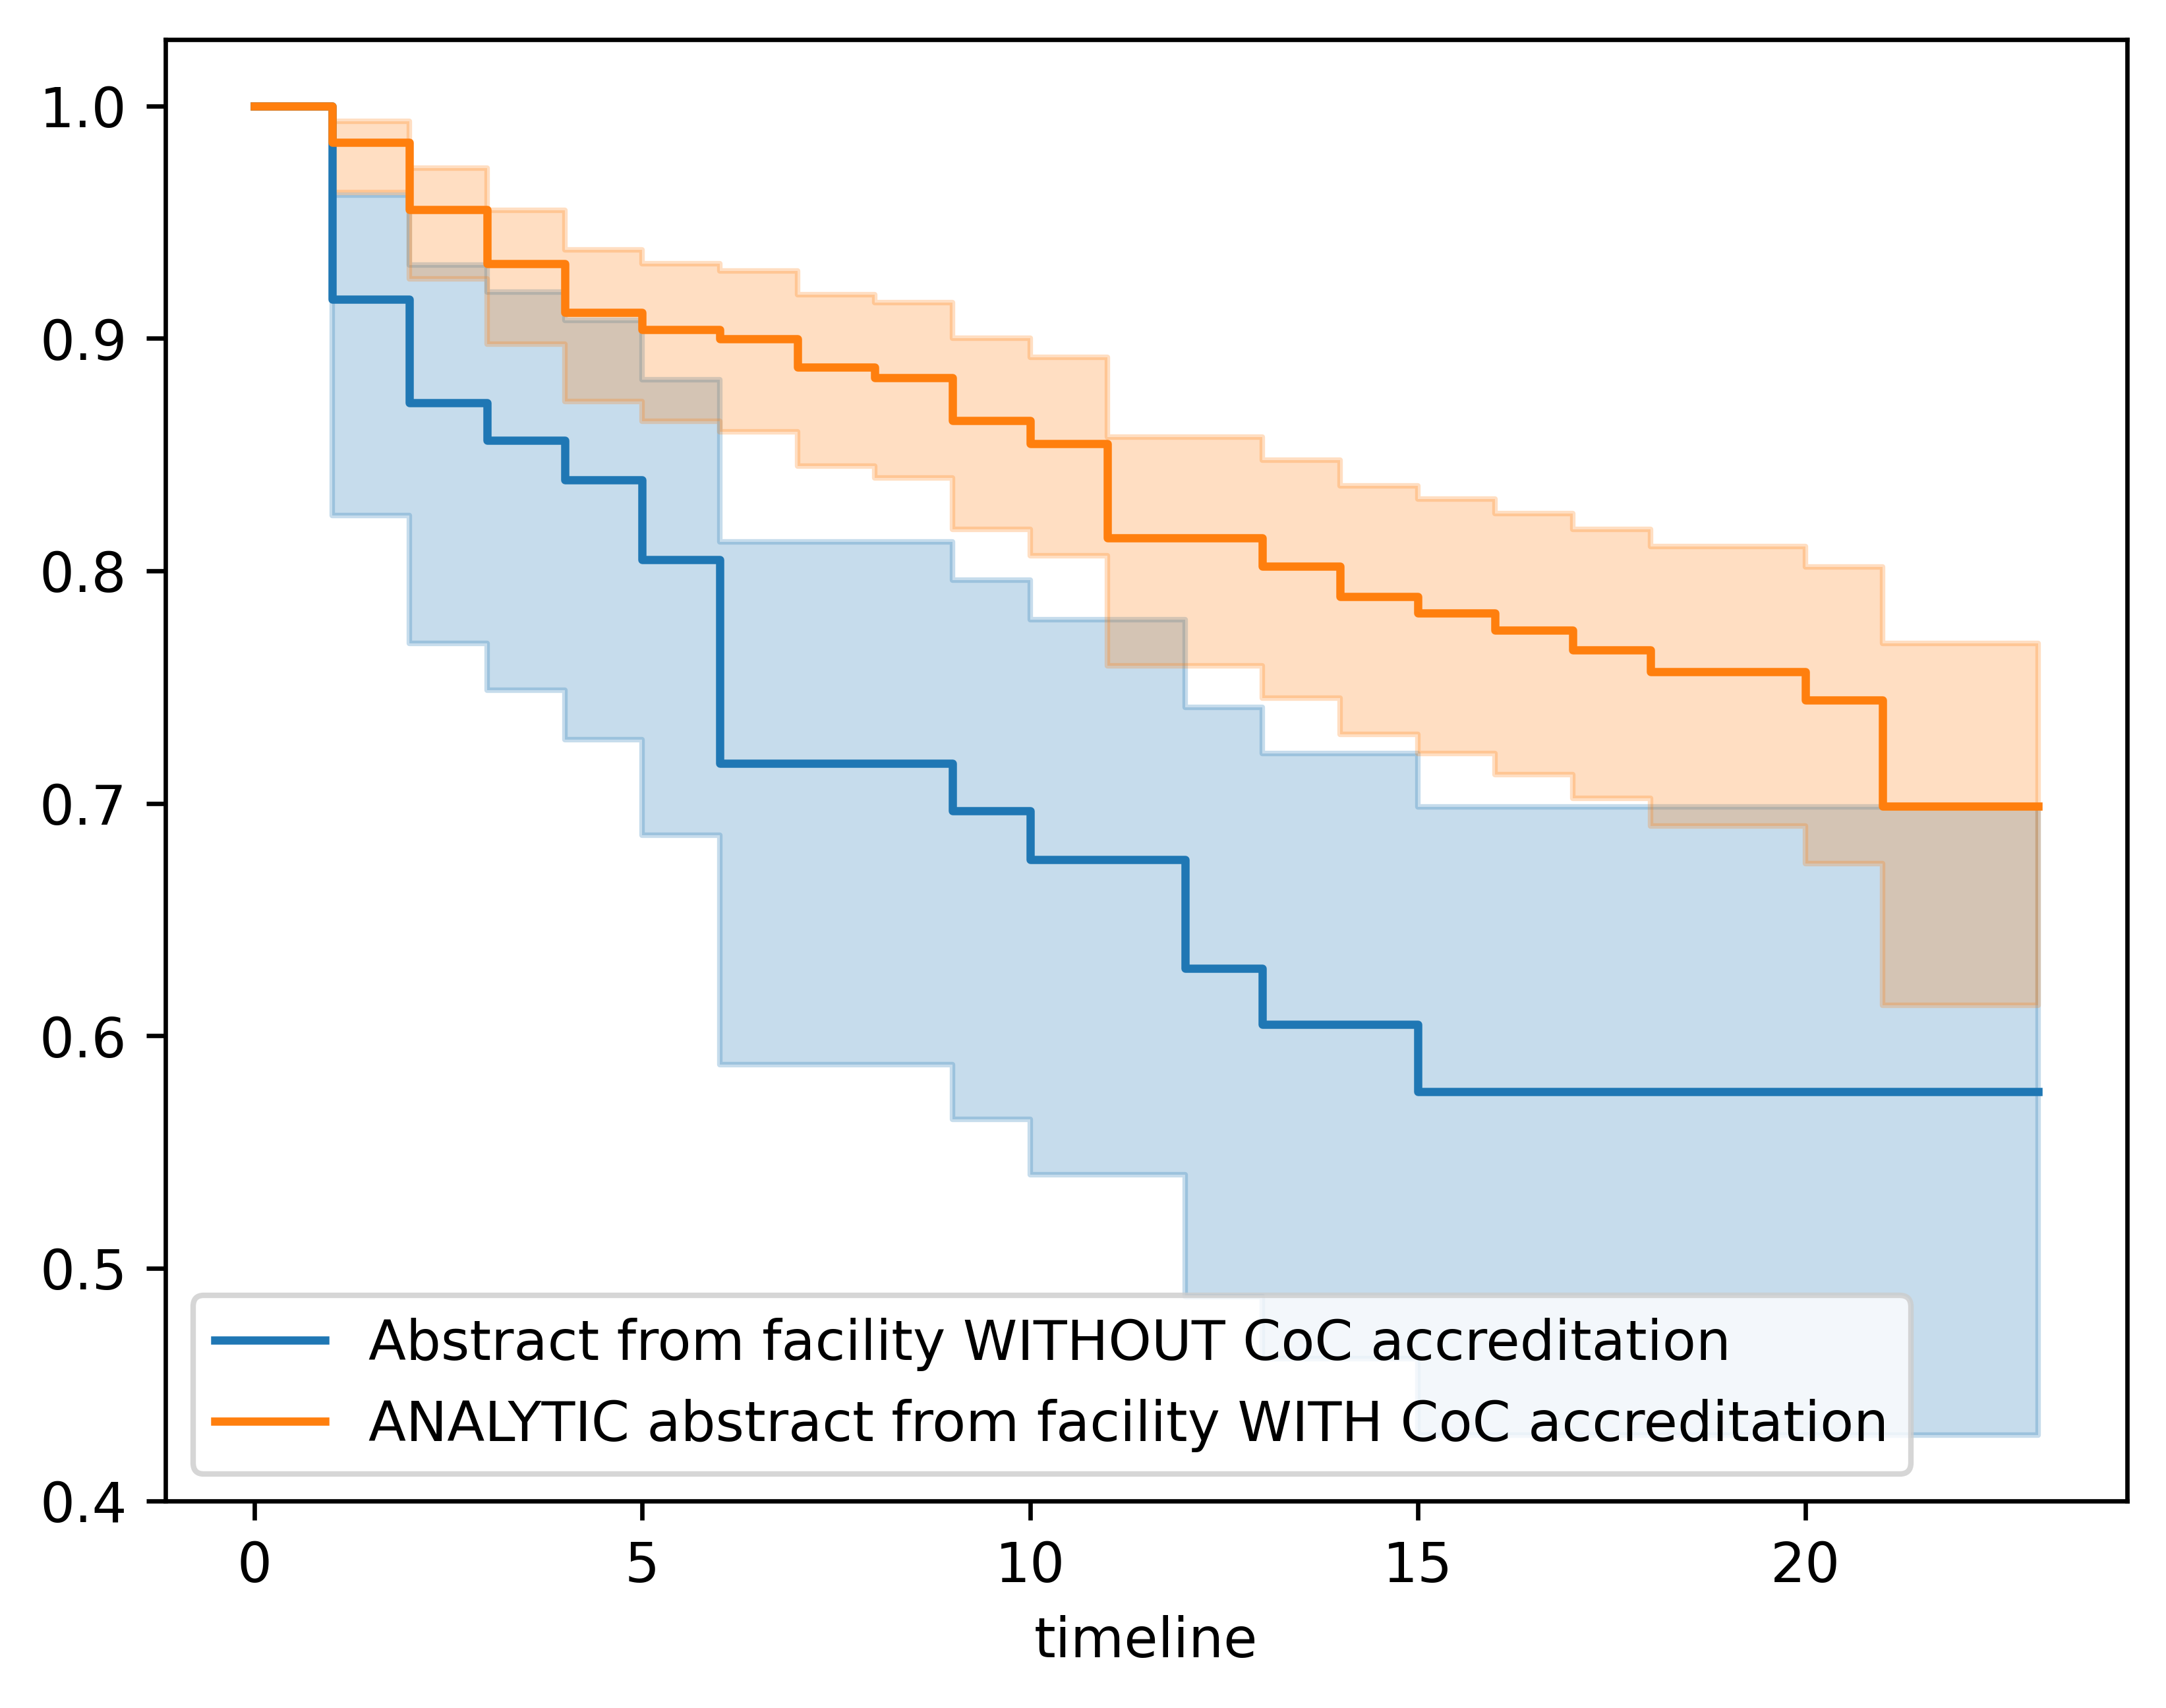 1.0
0.9
0.8
0.7
0.6
0.5
0.4
Abstract from facility WITHOUT CoC accreditation
ANALYTIC abstract from facility WITH CoC accreditation
0 5 10 15 20
timeline